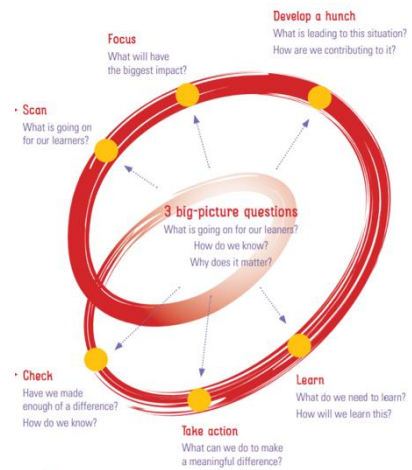 Develop a hunch
What is leading to this situation?
How are we contributing to it?
Focus
What will have
the biggest impact?
Scan
What is going on
for our learners?
3 big-picture questions
What is going on for our leaners?
How do we know?
Why does it matter?
Check
Have we made
enough of a difference?
How do we know?
Learn
What do we need to learn?
How will we learn this?
Take action
What can we do to make
a meaningful difference?